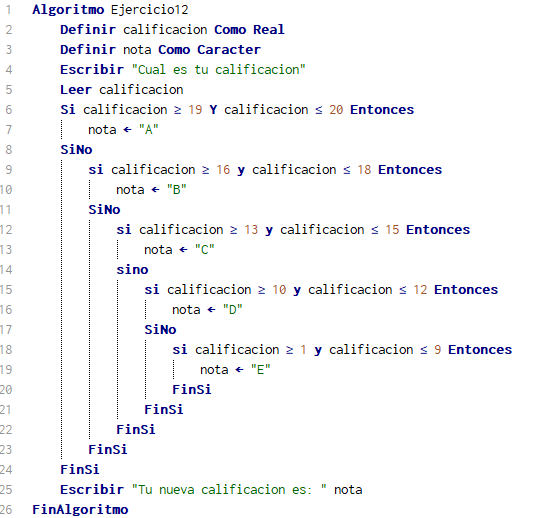 1 Algoritmo Ejercicio12
2 Definir calificacion Como Real
3 Definir nota Como Caracter
4 Escribir "Cual es tu calificacion"
5 Leer calificacion
6 Si calificacion ≥ 19 Y calificacion ≤ 20 Entonces
7 nota ← "A"
8 SiNo
9 si calificacion ≥ 16 y calificacion ≤ 18 Entonces
10 nota ← "B"
11 SiNo
12 si calificacion ≥ 13 y calificacion ≤ 15 Entonces
13 nota ← "C"
14 sino
15 si calificacion ≥ 10 y calificacion ≤ 12 Entonces
16 nota ← "D"
17 SiNo
18 si calificacion ≥ 1 y calificacion ≤ 9 Entonces
19 nota ← "E"
20 FinSi
21 FinSi
22 FinSi
23 FinSi
24 FinSi
25 Escribir "Tu nueva calificacion es: " nota
26 FinAlgoritmo